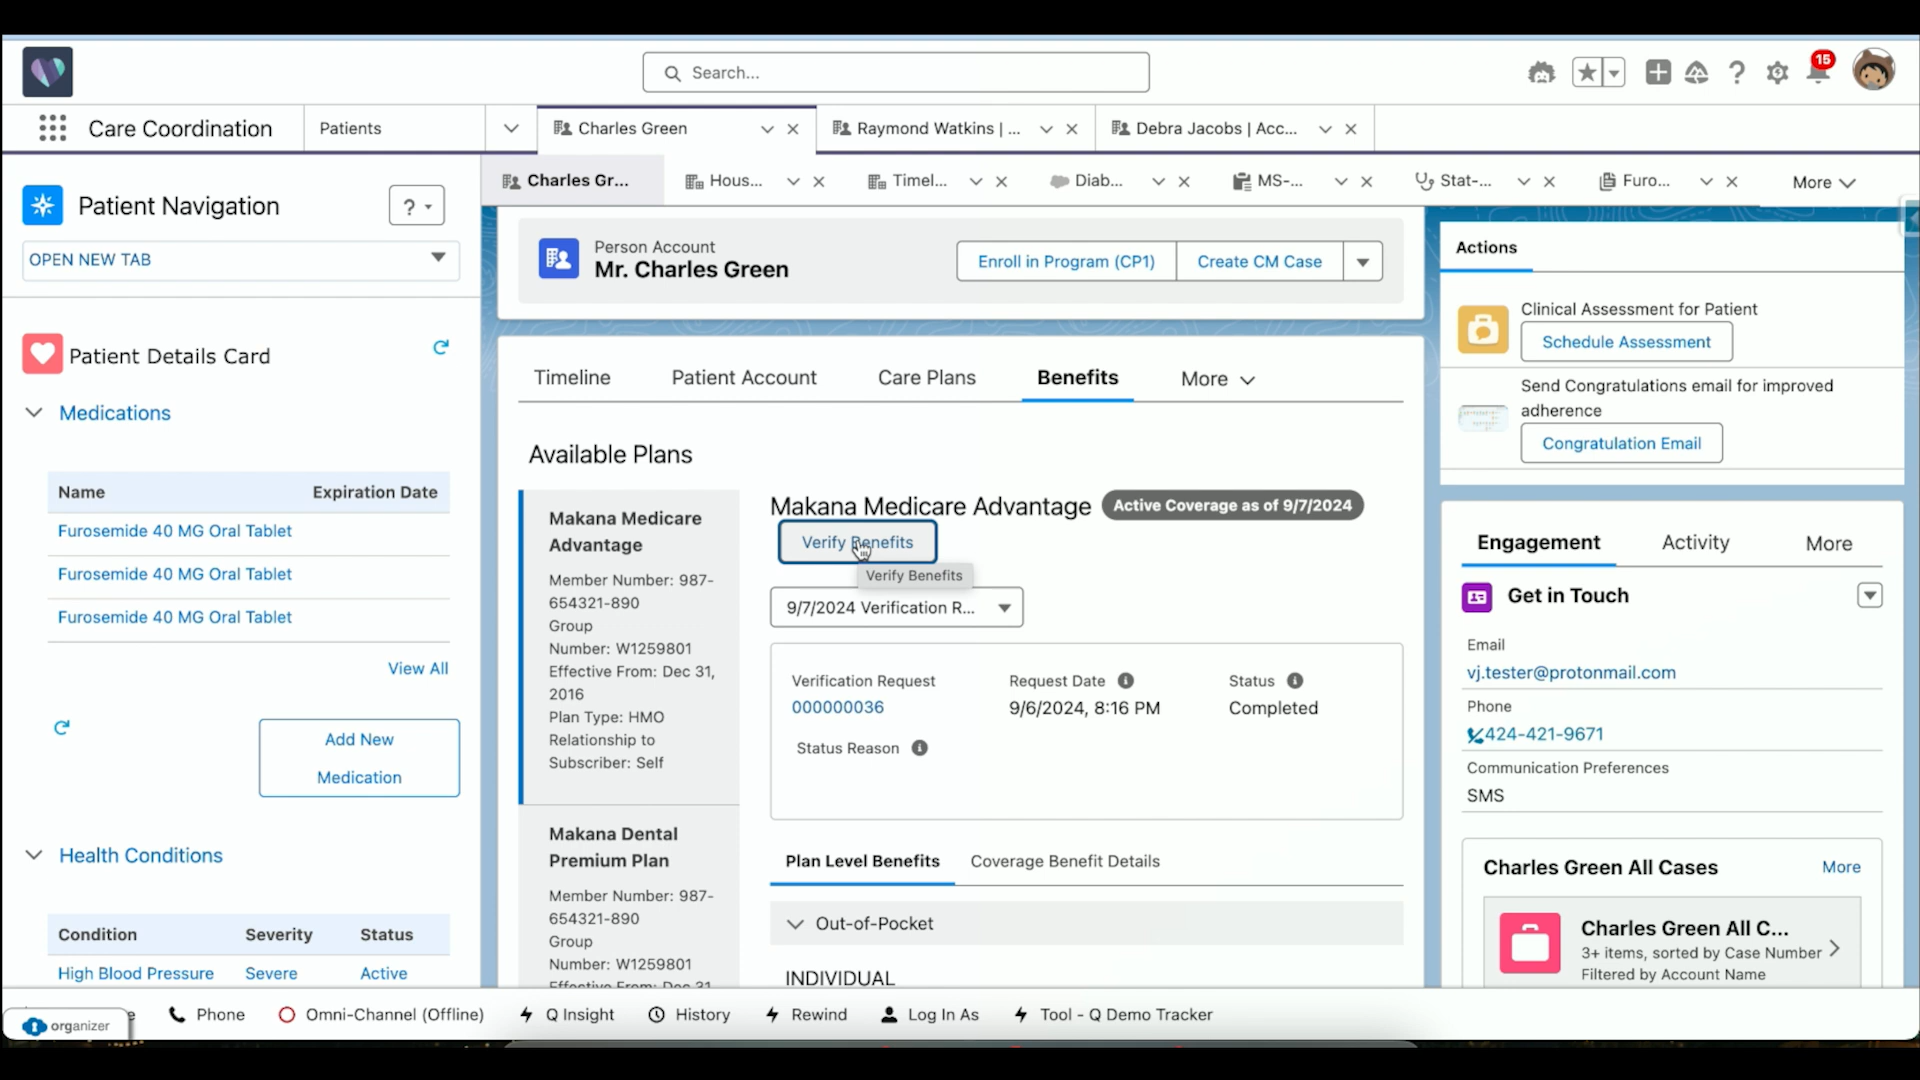 Search...
15
Care Coordination
Patients
Charles Green
Raymond Watkins | ...
Debra Jacobs | Acc...
Charles Gr...
Hous...
Timel...
Diab...
MS-...
Stat-...
Furo...
More
Patient Navigation
?
OPEN NEW TAB
Patient Details Card
Medications
Name Expiration Date
Furosemide 40 MG Oral Tablet
Furosemide 40 MG Oral Tablet
Furosemide 40 MG Oral Tablet
View All
Add New
Medication
Health Conditions
Condition Severity Status
High Blood Pressure Severe Active
Person Account
Mr. Charles Green
Enroll in Program (CP1)
Create CM Case
Timeline
Patient Account
Care Plans
Benefits
More
Available Plans
Makana Medicare
Advantage
Member Number: 987-
654321-890
Group
Number: W1259801
Effective From: Dec 31,
2016
Plan Type: HMO
Relationship to
Subscriber: Self
Makana Dental
Premium Plan
Member Number: 987-
654321-890
Group
Number: W1259801
Effective From: Dec 31,
Makana Medicare Advantage
Active Coverage as of 9/7/2024
Verify Benefits
Verify Benefits
9/7/2024 Verification R...
Verification Request
000000036
Request Date
9/6/2024, 8:16 PM
Status
Completed
Status Reason
Plan Level Benefits
Coverage Benefit Details
Out-of-Pocket
INDIVIDUAL
Actions
Clinical Assessment for Patient
Schedule Assessment
Send Congratulations email for improved
adherence
Congratulation Email
Engagement
Activity
More
Get in Touch
Email
vj.tester@protonmail.com
Phone
424-421-9671
Communication Preferences
SMS
Charles Green All Cases
More
Charles Green All C...
3+ items, sorted by Case Number
Filtered by Account Name
organizer
Phone
Omni-Channel (Offline)
Q Insight
History
Rewind
Log In As
Tool - Q Demo Tracker